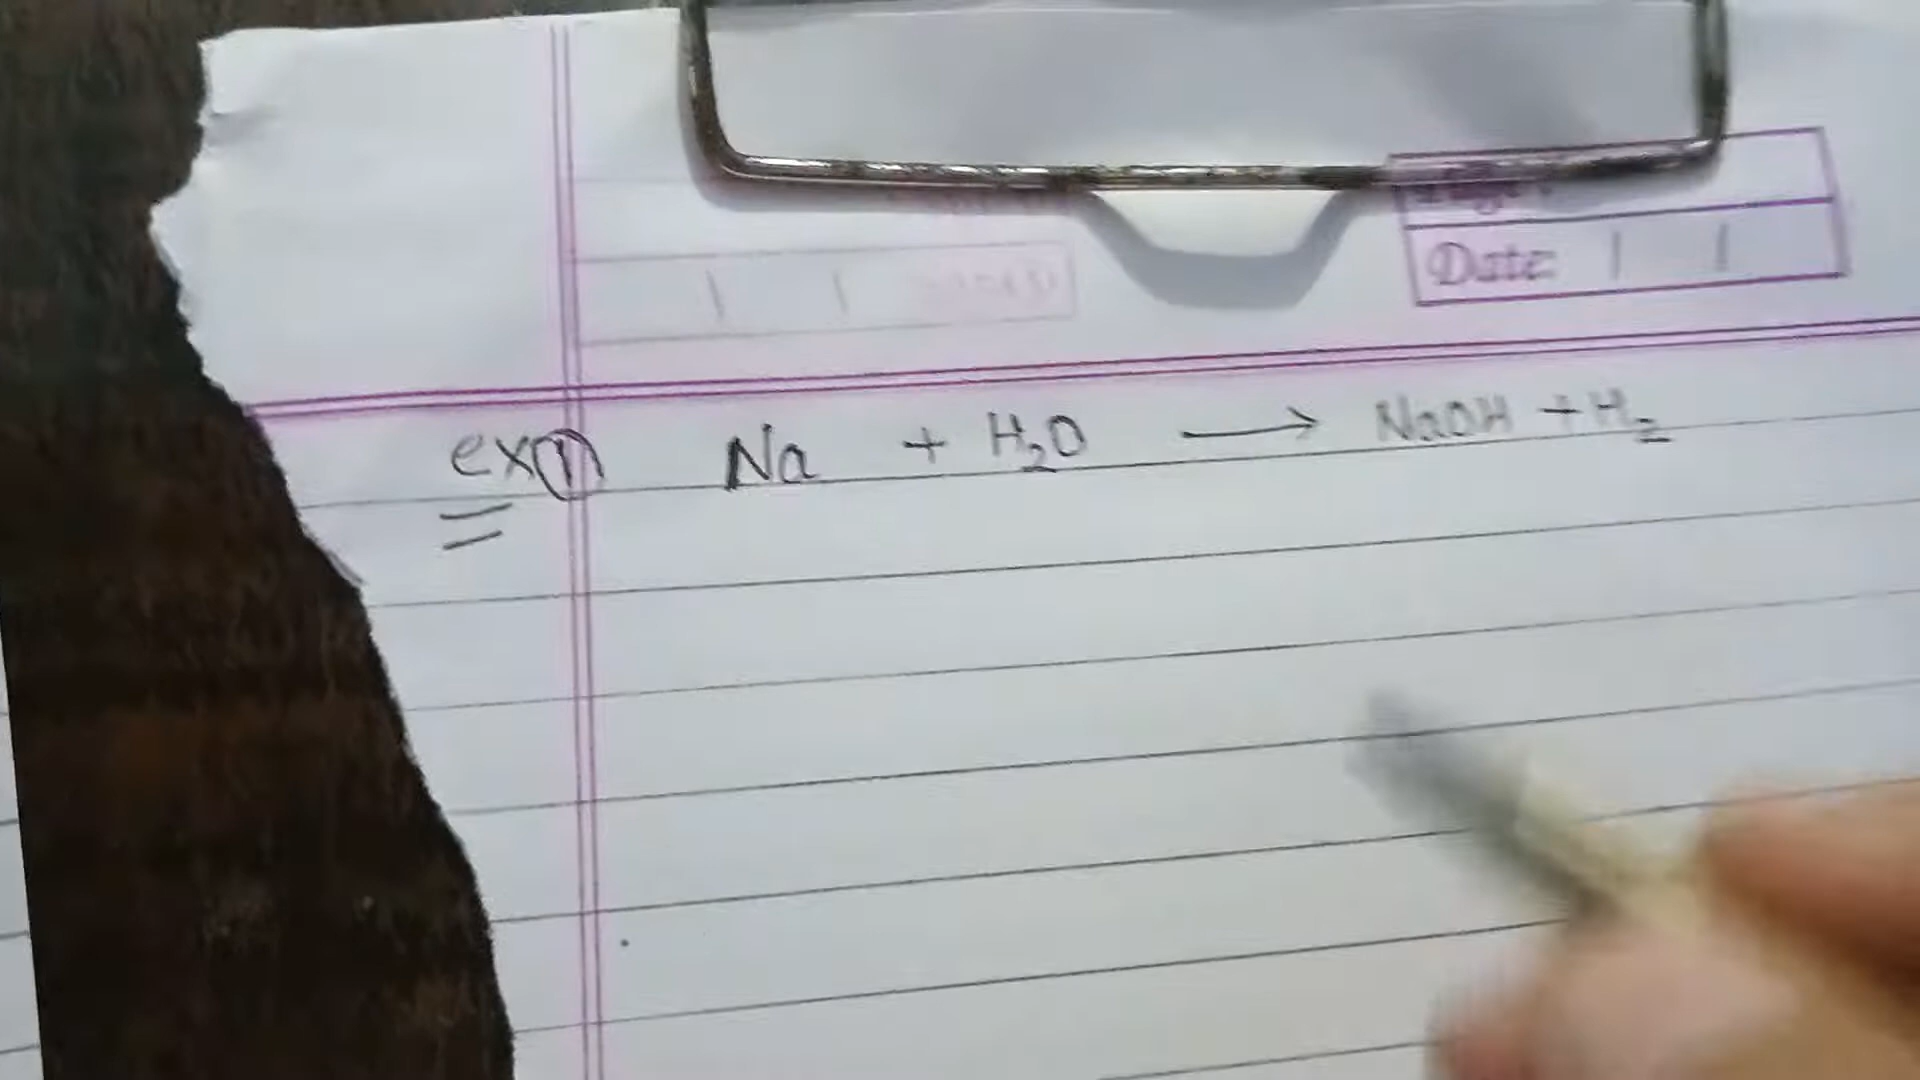 Date:
ex① Na + H₂O ⟶ NaOH + H₂